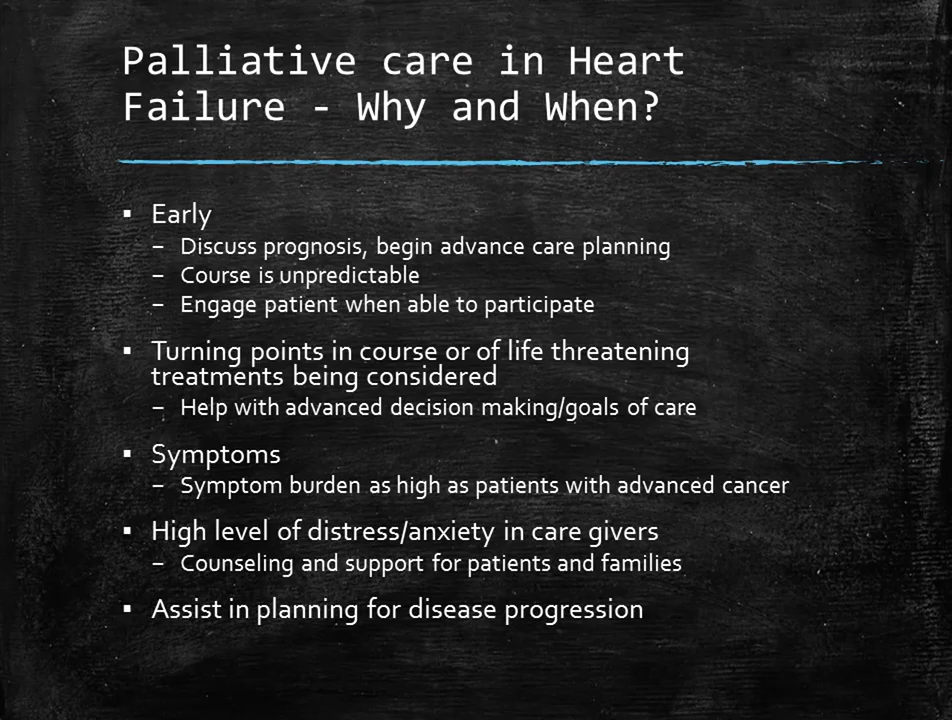 Palliative care in Heart
Failure - Why and When?
▪ Early
– Discuss prognosis, begin advance care planning
– Course is unpredictable
– Engage patient when able to participate
▪ Turning points in course or of life threatening
treatments being considered
– Help with advanced decision making/goals of care
▪ Symptoms
– Symptom burden as high as patients with advanced cancer
▪ High level of distress/anxiety in care givers
– Counseling and support for patients and families
▪ Assist in planning for disease progression